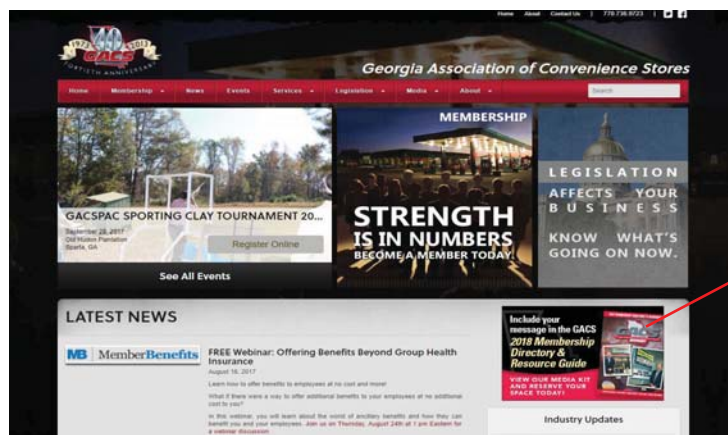 Home About Contact Us | 770.736.9723 |
1973 40 2013
GACS
FORTIETH ANNIVERSARY
Georgia Association of Convenience Stores
Home Membership News Events Services Legislation Media About Search
MEMBERSHIP
GACSPAC SPORTING CLAY TOURNAMENT 20...
September 28, 2017
Old Hudson Plantation
Sparta, GA
Register Online
See All Events
STRENGTH
IS IN NUMBERS
BECOME A MEMBER TODAY.
LEGISLATION
AFFECTS YOUR
BUSINESS
KNOW WHAT'S
GOING ON NOW.
LATEST NEWS
MB MemberBenefits
FREE Webinar: Offering Benefits Beyond Group Health
Insurance
August 16, 2017
Learn how to offer benefits to employees at no cost and more!
What if there were a way to offer additional benefits to your employees at no additional
cost to you?
In this webinar, you will learn about the world of ancillary benefits and how they can
benefit you and your employees. Join us on Thursday, August 24th at 1 pm Eastern for
a webinar discussion
Include your
message in the GACS
2018 Membership
Directory &
Resource Guide
VIEW OUR MEDIA KIT
AND RESERVE YOUR
SPACE TODAY!
GACS
Industry Updates